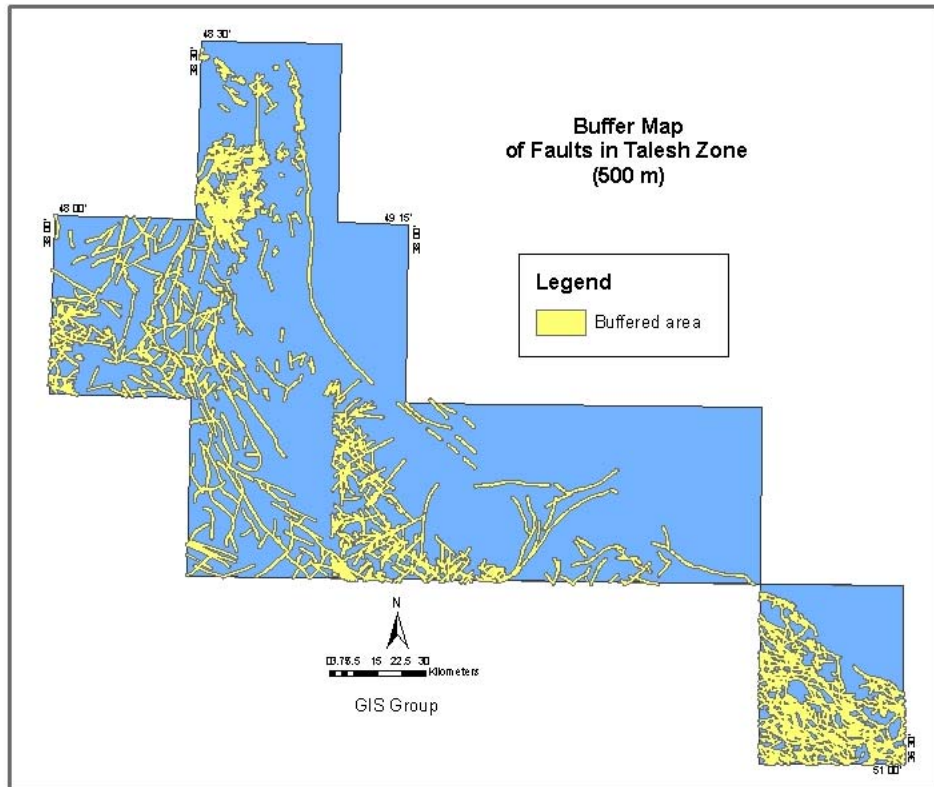 48 30'
Buffer Map
of Faults in Talesh Zone
(500 m)
48 00'
49 15'
Legend
Buffered area
N
15 22.5 30
Kilometers
GIS Group
51 00'